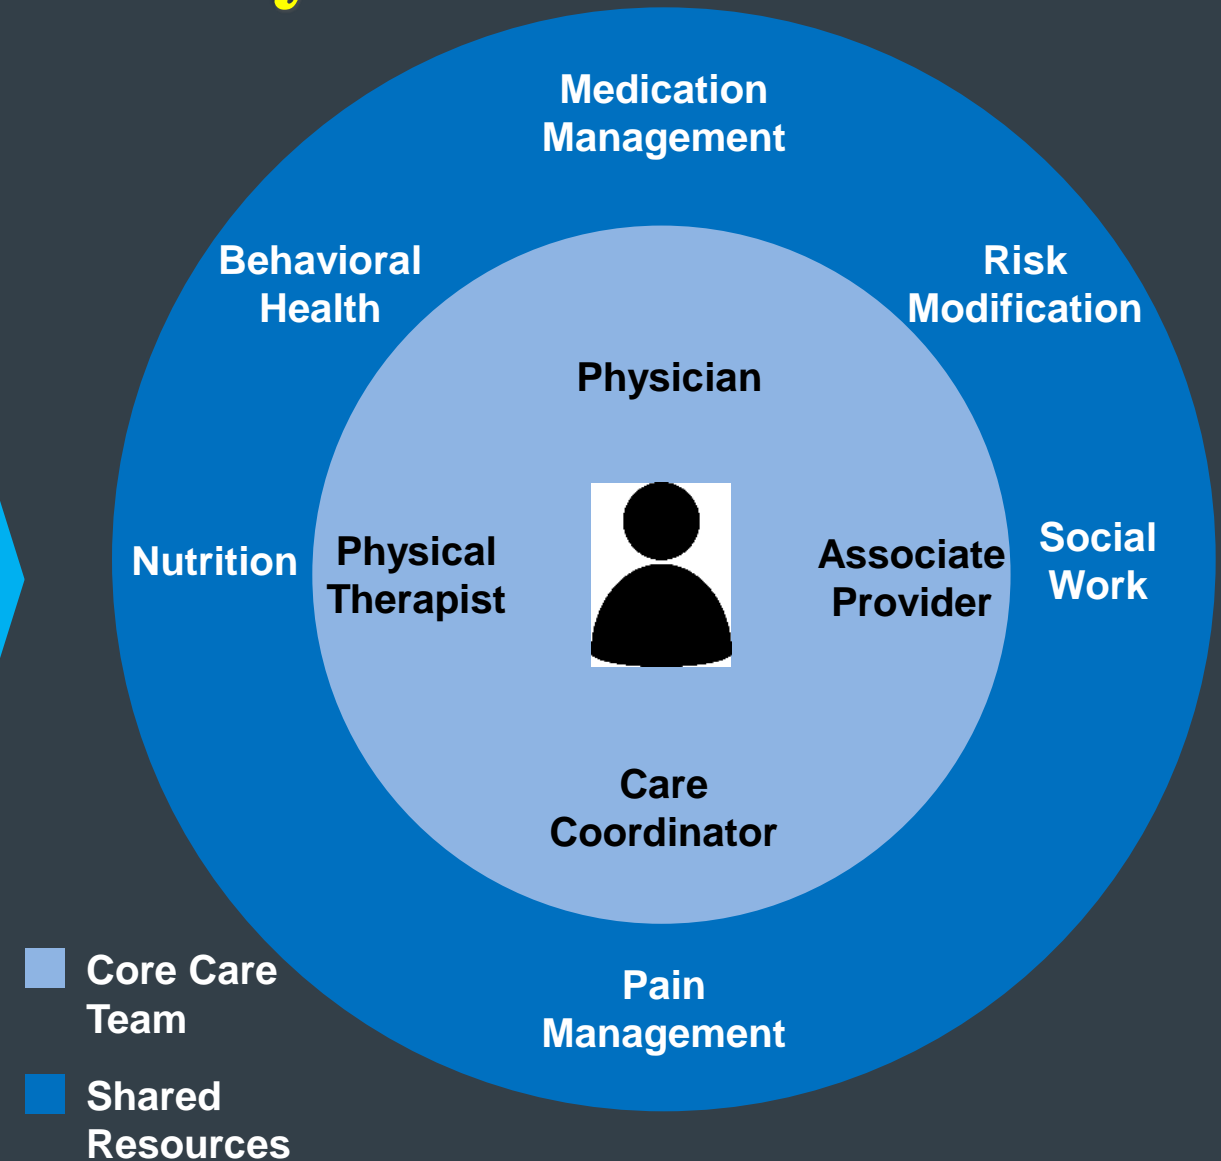 Medication
Management
Behavioral
Health
Risk
Modification
Physician
Nutrition
Physical
Therapist
Associate
Provider
Social
Work
Care
Coordinator
Pain
Management
Core Care
Team
Shared
Resources